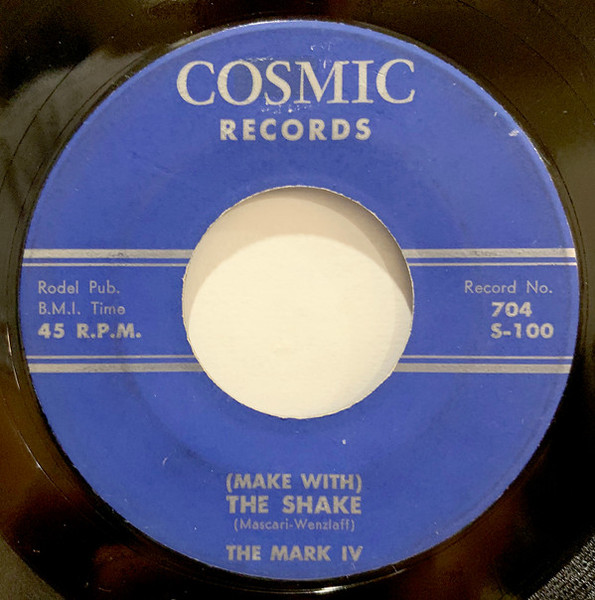 COSMIC
RECORDS
Rodel Pub.
B.M.I. Time
45 R.P.M.
Record No.
704
S-100
(MAKE WITH)
THE SHAKE
(Mascari-Wenzlaff)
THE MARK IV